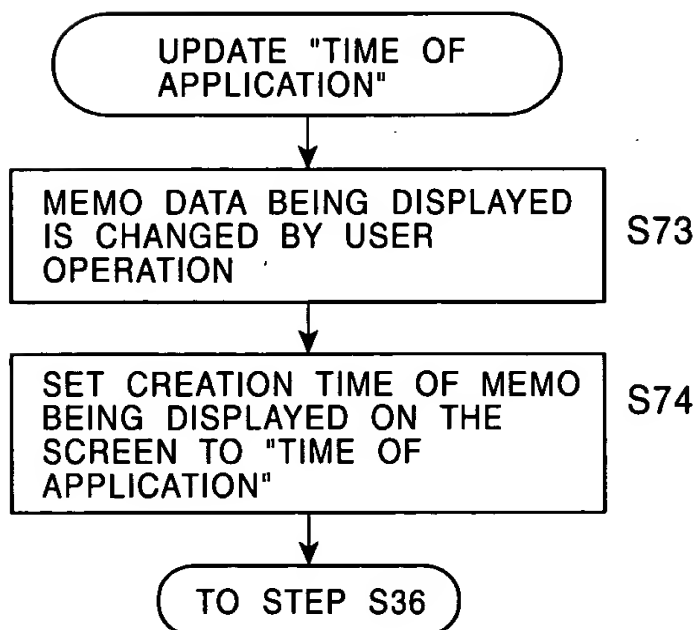 UPDATE "TIME OF
APPLICATION"
MEMO DATA BEING DISPLAYED
IS CHANGED BY USER
OPERATION
S73
SET CREATION TIME OF MEMO
BEING DISPLAYED ON THE
SCREEN TO "TIME OF
APPLICATION"
S74
TO STEP S36